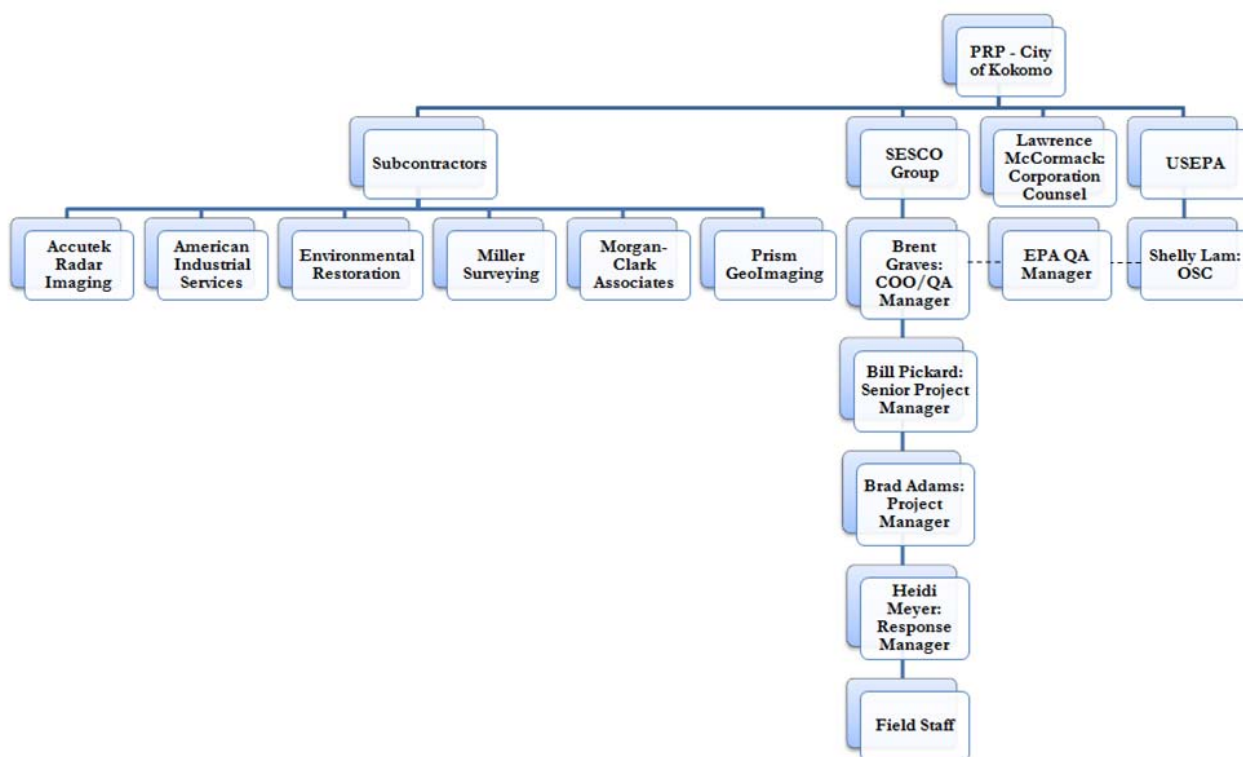 PRP - City
of Kokomo
Subcontractors
SESCO
Group
Lawrence
McCormack:
Corporation
Counsel
USEPA
Accutek
Radar
Imaging
American
Industrial
Services
Environmental
Restoration
Miller
Surveying
Morgan-
Clark
Associates
Prism
GeoImaging
Brent
Graves:
COO/QA
Manager
EPA QA
Manager
Shelly Lam:
OSC
Bill Pickard:
Senior Project
Manager
Brad Adams:
Project
Manager
Heidi
Meyer:
Response
Manager
Field Staff